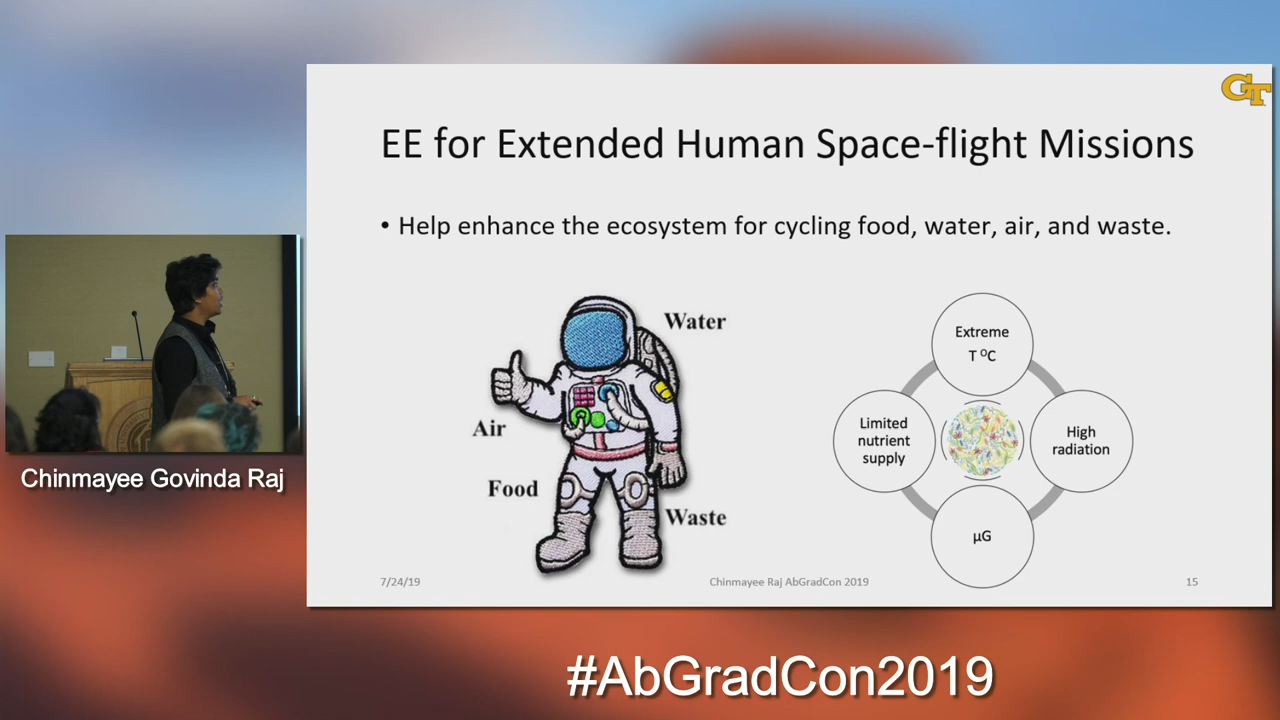 GT
EE for Extended Human Space-flight Missions
• Help enhance the ecosystem for cycling food, water, air, and waste.
Water
Air
Food
Waste
Extreme
T ºC
Limited
nutrient
supply
High
radiation
µG
7/24/19
Chinmayee Raj AbGradCon 2019
15
Chinmayee Govinda Raj
#AbGradCon2019